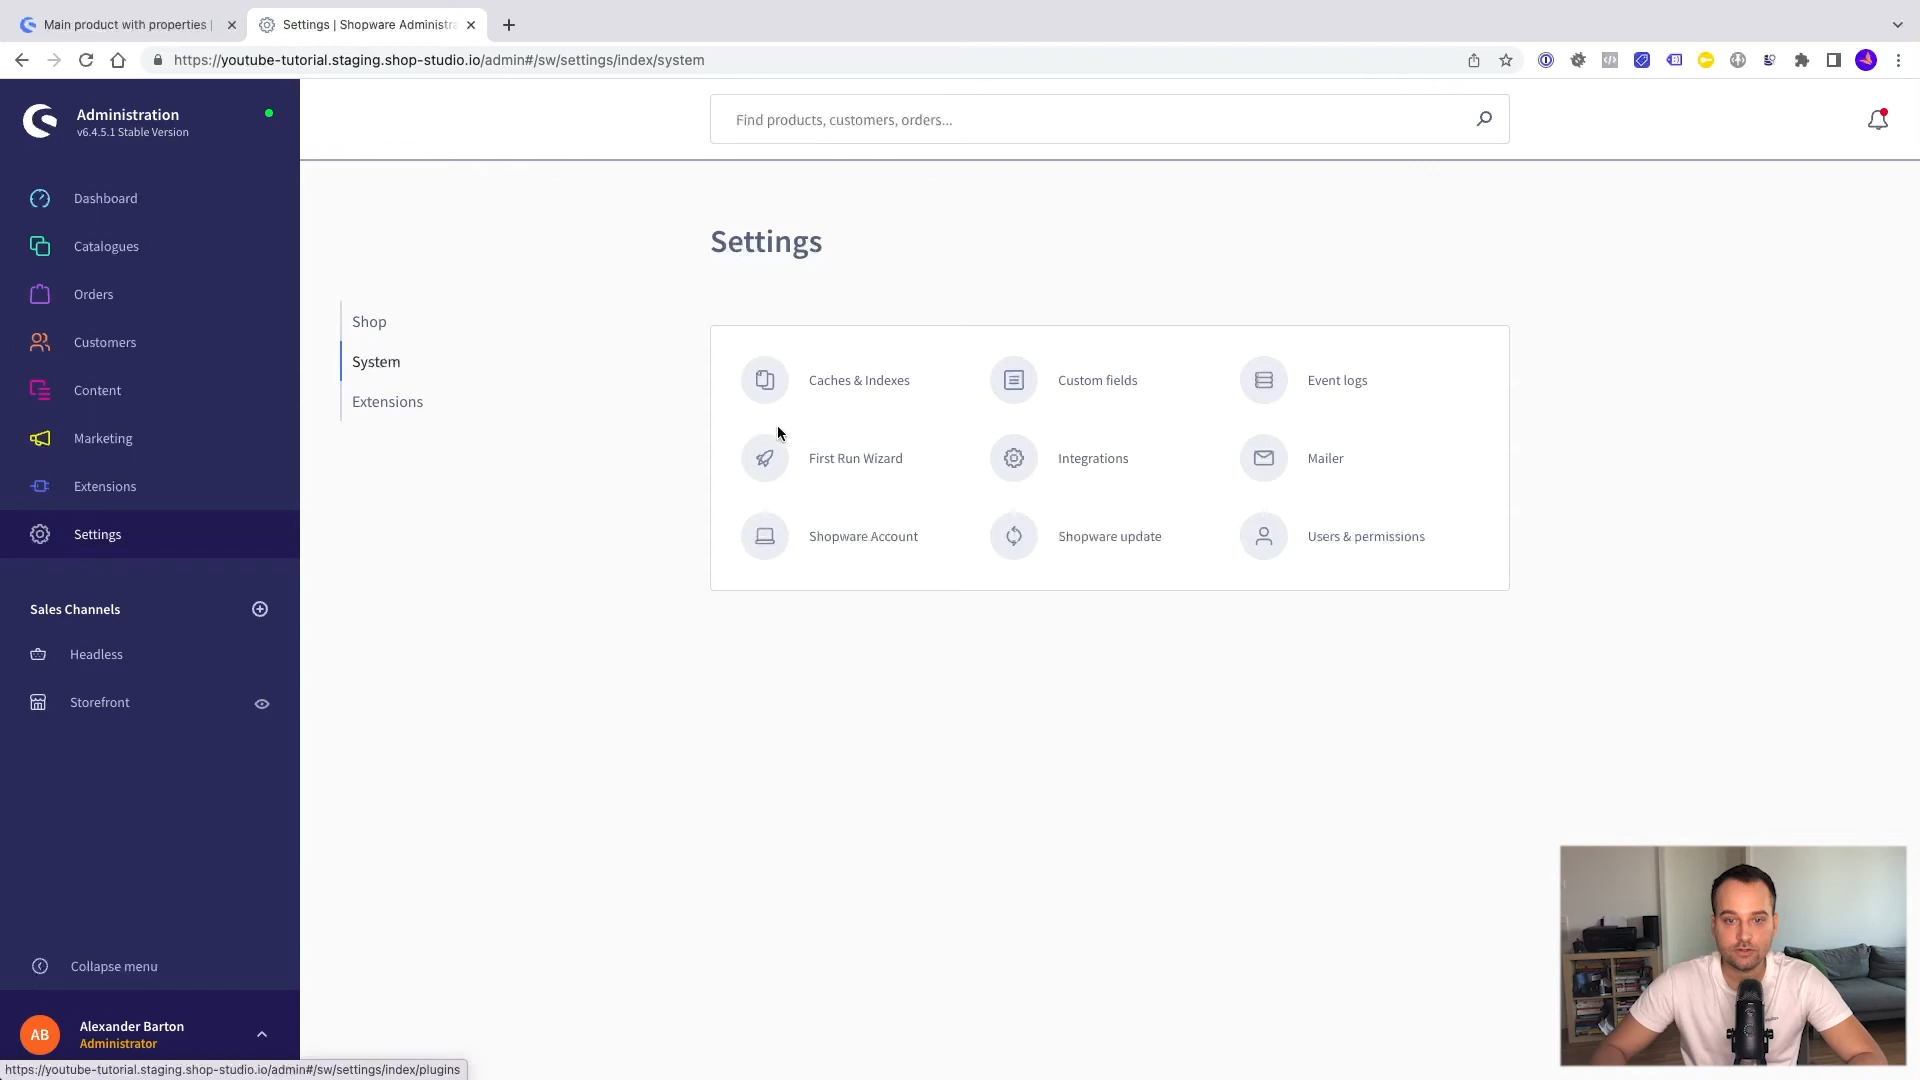 Main product with properties |
Settings | Shopware Administra
https://youtube-tutorial.staging.shop-studio.io/admin#/sw/settings/index/system
Administration
v6.4.5.1 Stable Version
Find products, customers, orders...
Dashboard
Catalogues
Orders
Customers
Content
Marketing
Extensions
Settings
Sales Channels
Headless
Storefront
Collapse menu
AB
Alexander Barton
Administrator
https://youtube-tutorial.staging.shop-studio.io/admin#/sw/settings/index/plugins
Settings
Shop
System
Extensions
Caches & Indexes
Custom fields
Event logs
First Run Wizard
Integrations
Mailer
Shopware Account
Shopware update
Users & permissions